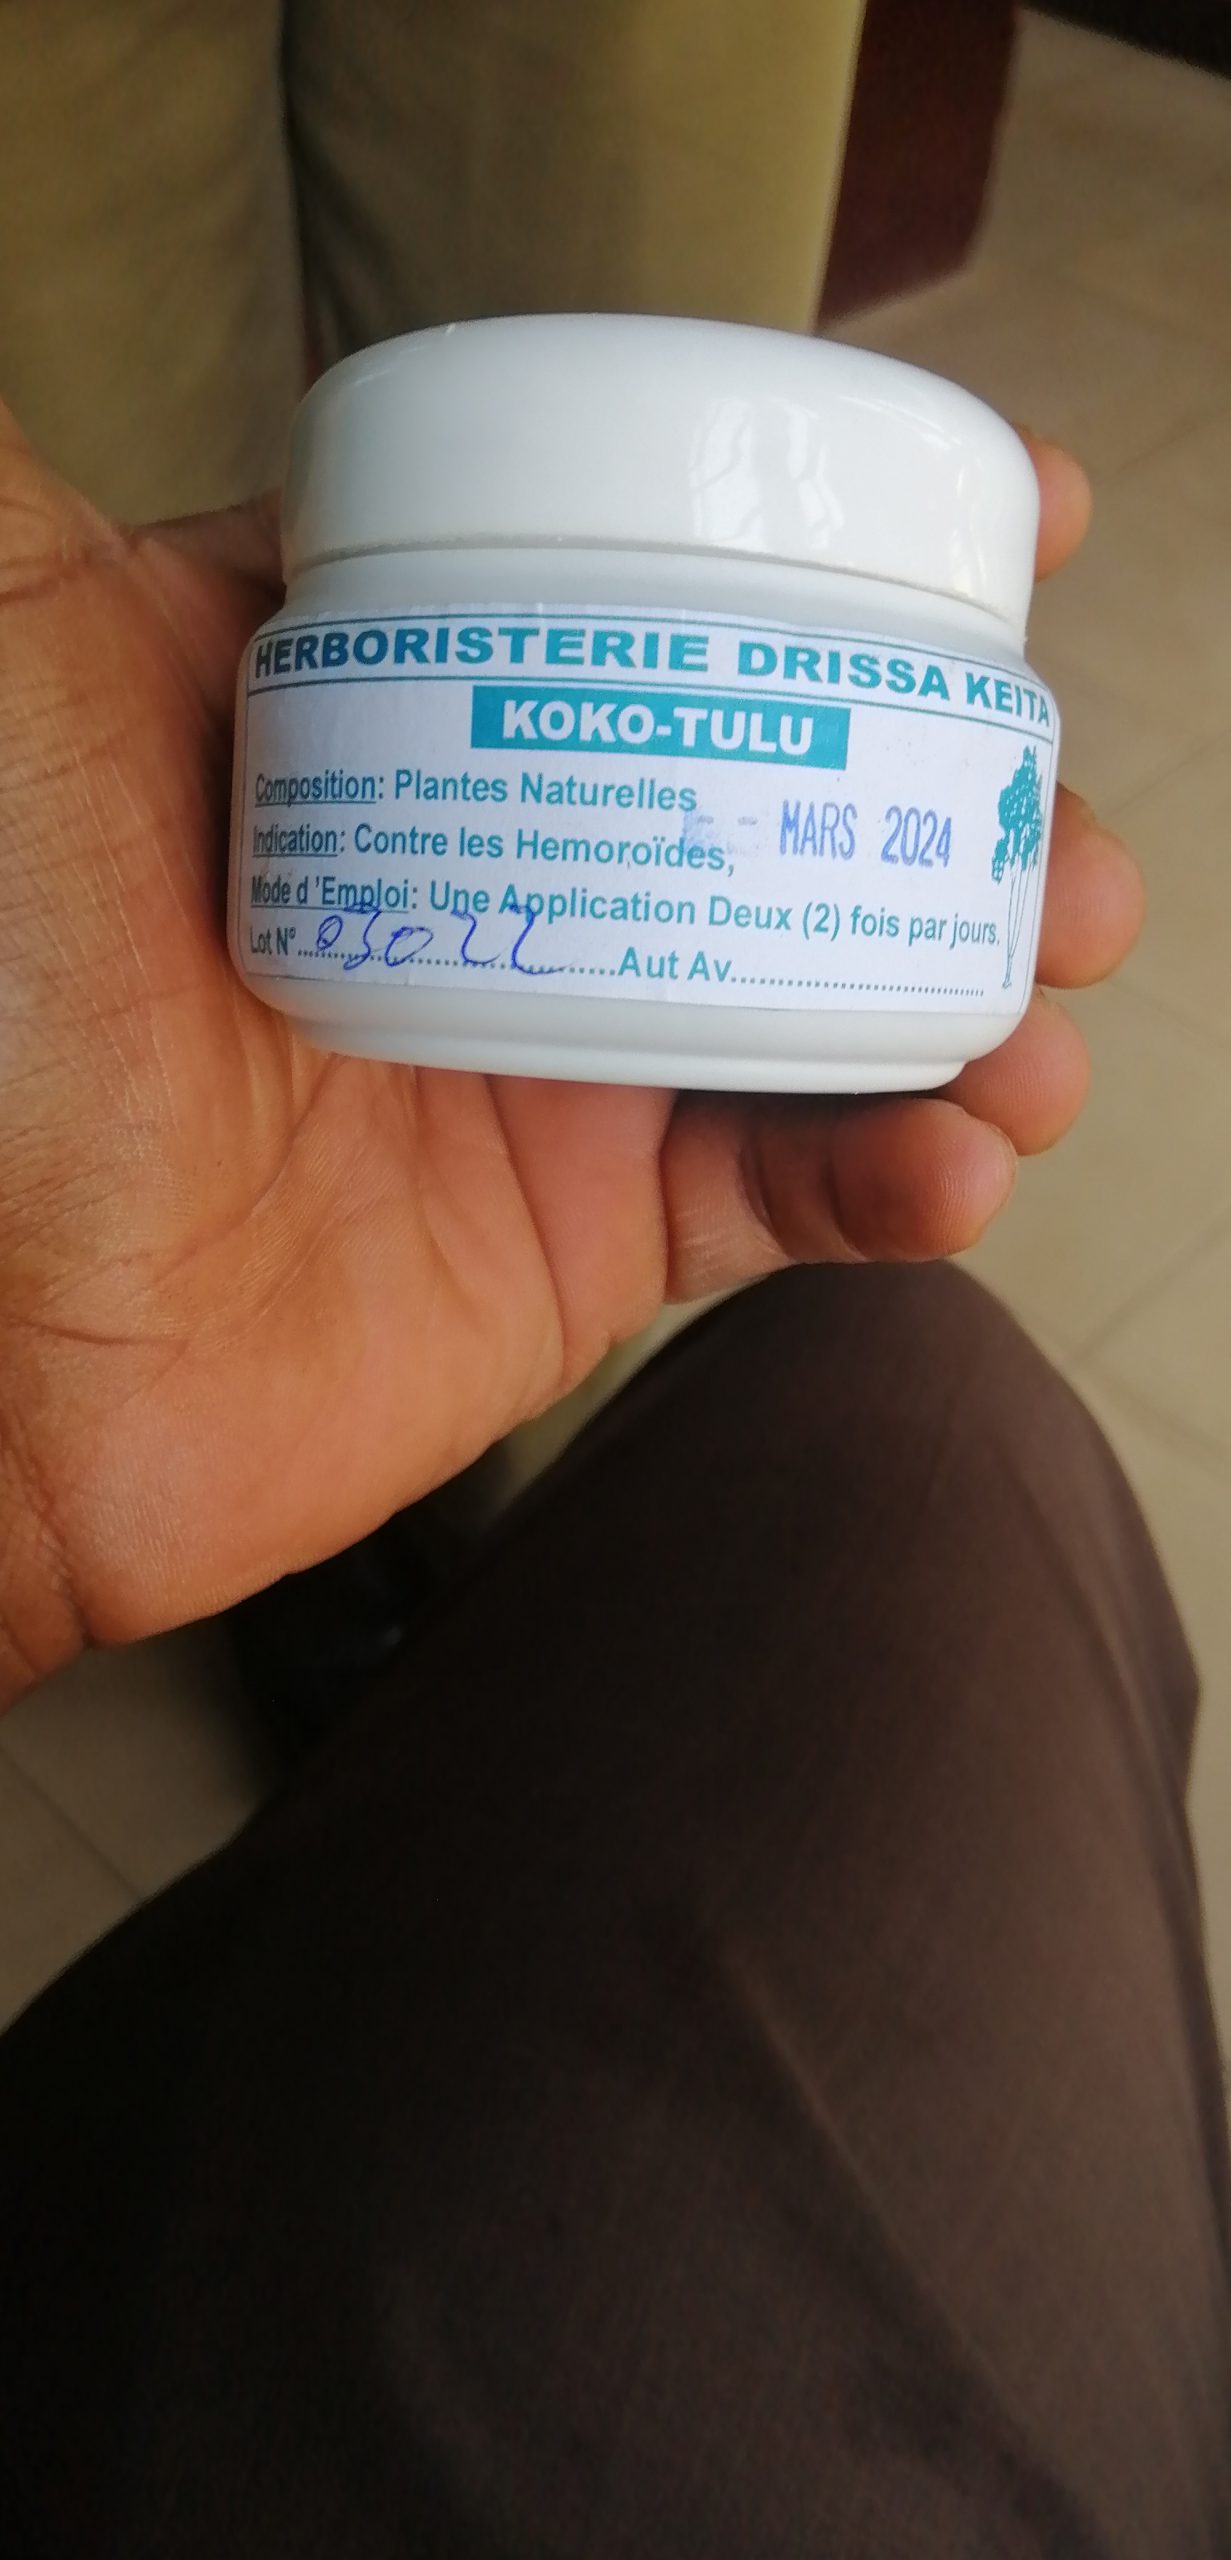 HERBORISTERIE DRISSA KEITA
KOKO-TULU
Composition: Plantes Naturelles
Indication: Contre les Hemoroïdes,
MARS 2024
Mode d'Emploi: Une Application Deux (2) fois par jours.
Lot N°...03022...Aut Av...